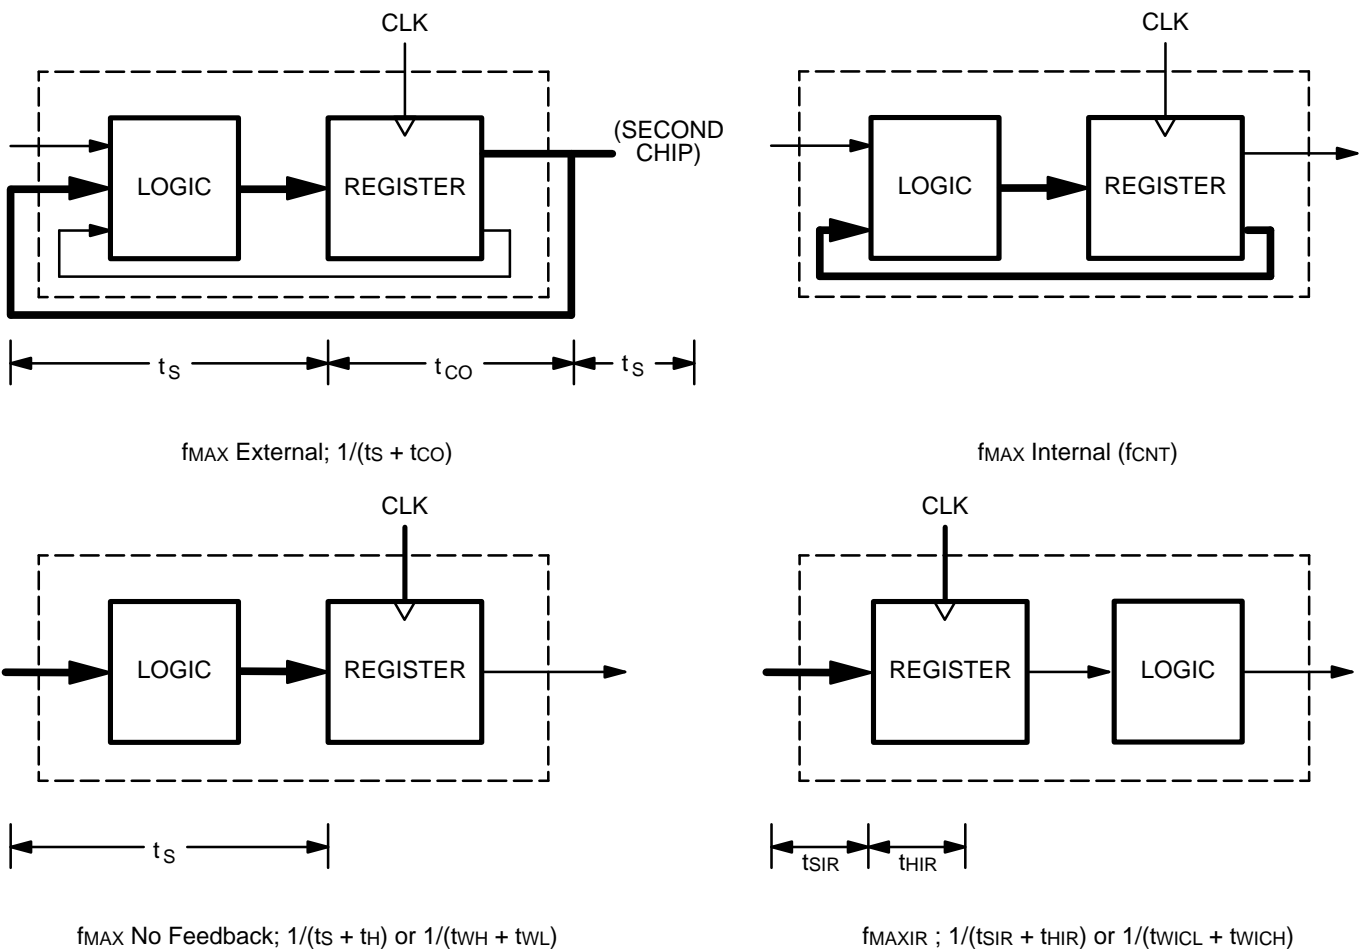 CLK
(SECOND
CHIP)
LOGIC
REGISTER
tS
tCO
tS
fMAX External; 1/(tS + tCO)
CLK
LOGIC
REGISTER
fMAX Internal (fCNT)
CLK
LOGIC
REGISTER
tS
fMAX No Feedback; 1/(tS + tH) or 1/(tWH + tWL)
CLK
REGISTER
LOGIC
tSIR
tHIR
fMAXIR ; 1/(tSIR + tHIR) or 1/(tWICL + tWICH)